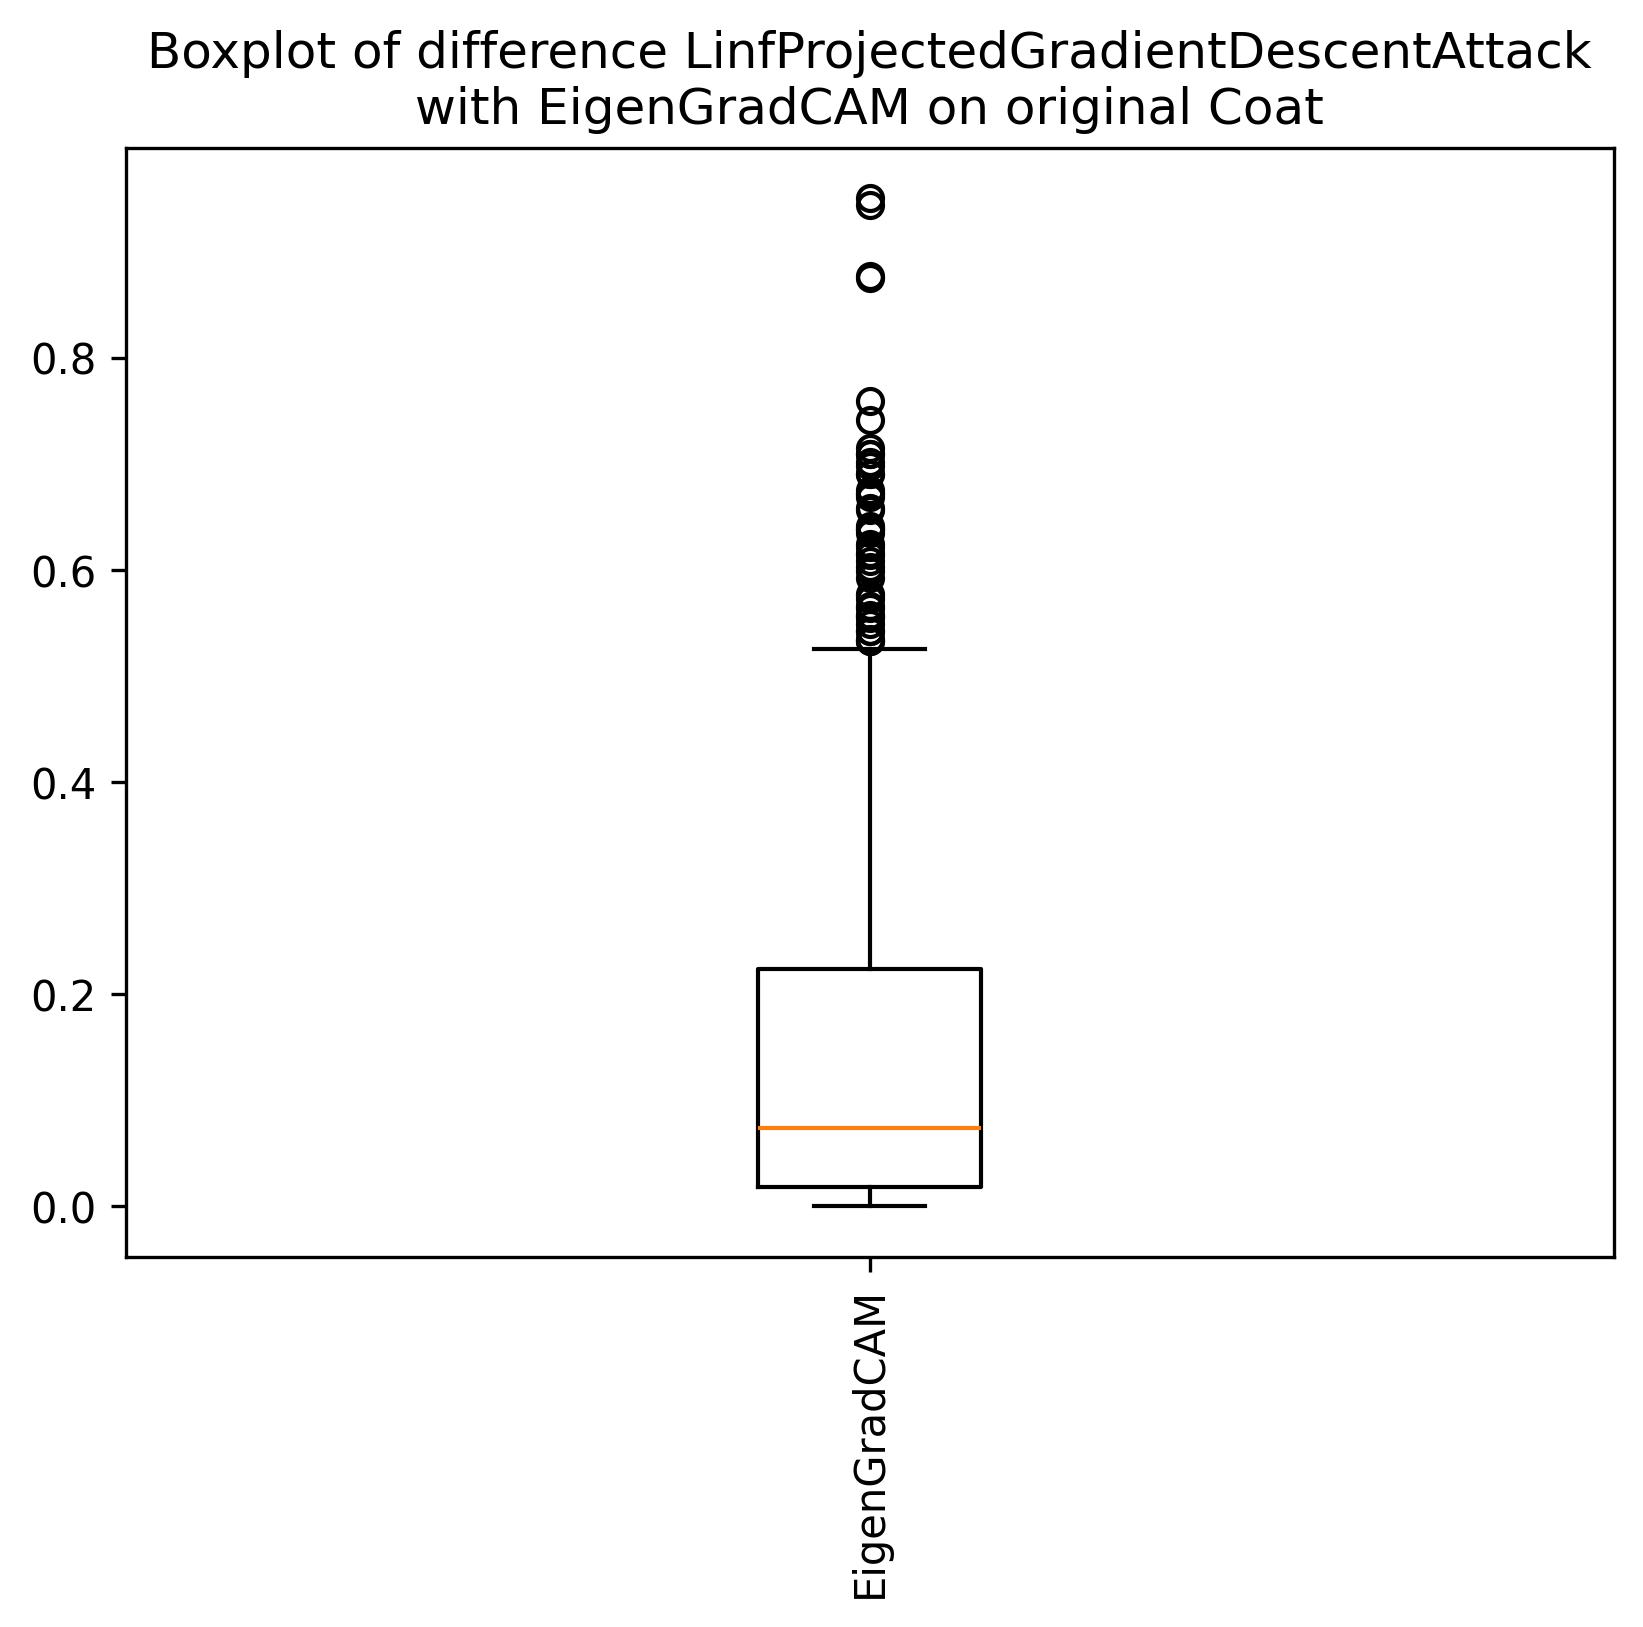 Boxplot of difference LinfProjectedGradientDescentAttack
with EigenGradCAM on original Coat
0.8
0.6
0.4
0.2
0.0
EigenGradCAM